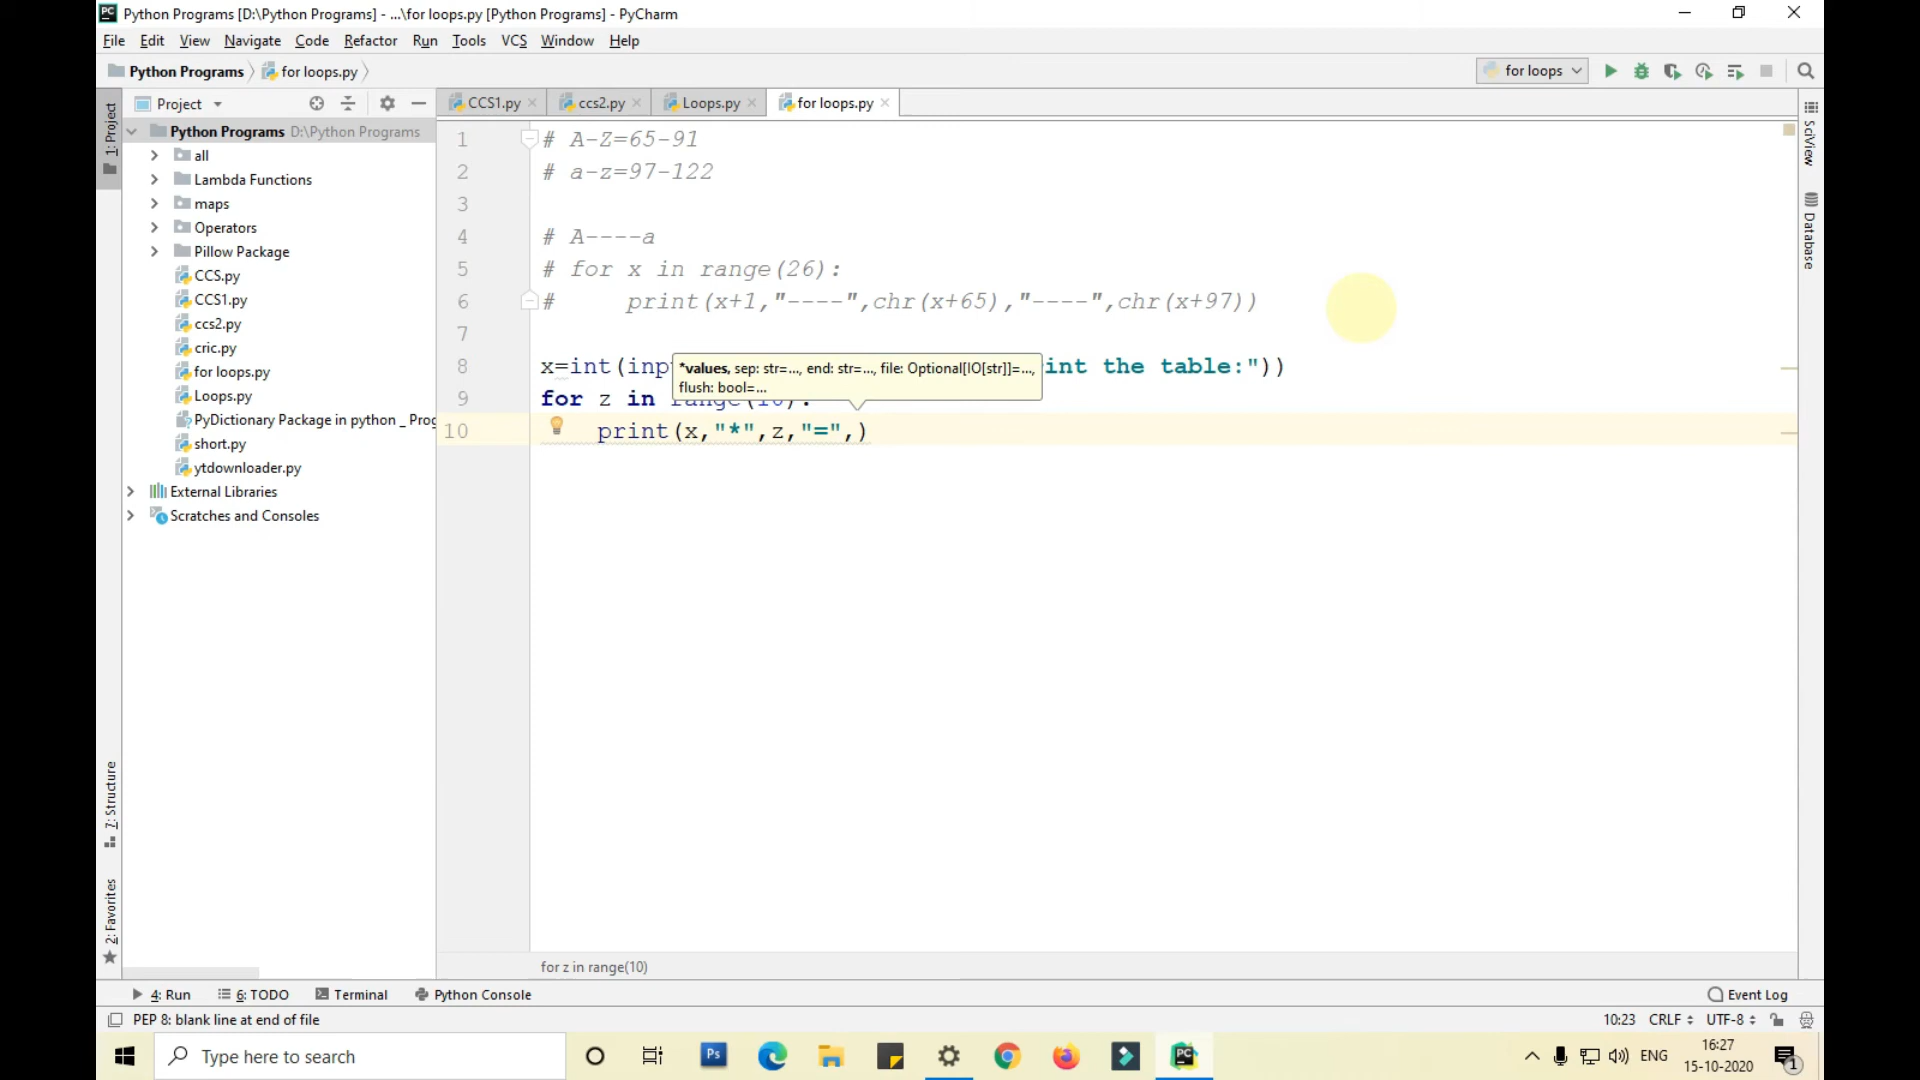 Python Programs [D:\Python Programs] - ...\for loops.py [Python Programs] - PyCharm
File Edit View Navigate Code Refactor Run Tools VCS Window Help
Python Programs for loops.py for loops
Project CCS1.py ccs2.py Loops.py for loops.py
1: Project
Python Programs D:\Python Programs
all
Lambda Functions
maps
Operators
Pillow Package
CCS.py
CCS1.py
ccs2.py
cric.py
for loops.py
Loops.py
PyDictionary Package in python _ Prog
short.py
ytdownloader.py
External Libraries
Scratches and Consoles
7: Structure
2: Favorites
1 # A-Z=65-91
2 # a-z=97-122
3
4 # A----a
5 # for x in range(26):
6 #     print(x+1,"----",chr(x+65),"----",chr(x+97))
7
8 x=int(inp int the table:"))
*values, sep: str=..., end: str=..., file: Optional[IO[str]]=...,
flush: bool=...
9 for z in range(10):
10     print(x,"*",z,"=",)
SciView
Database
for z in range(10)
4: Run 6: TODO Terminal Python Console Event Log
PEP 8: blank line at end of file 10:23 CRLF UTF-8
Type here to search Ps PC ENG 16:27
15-10-2020 1